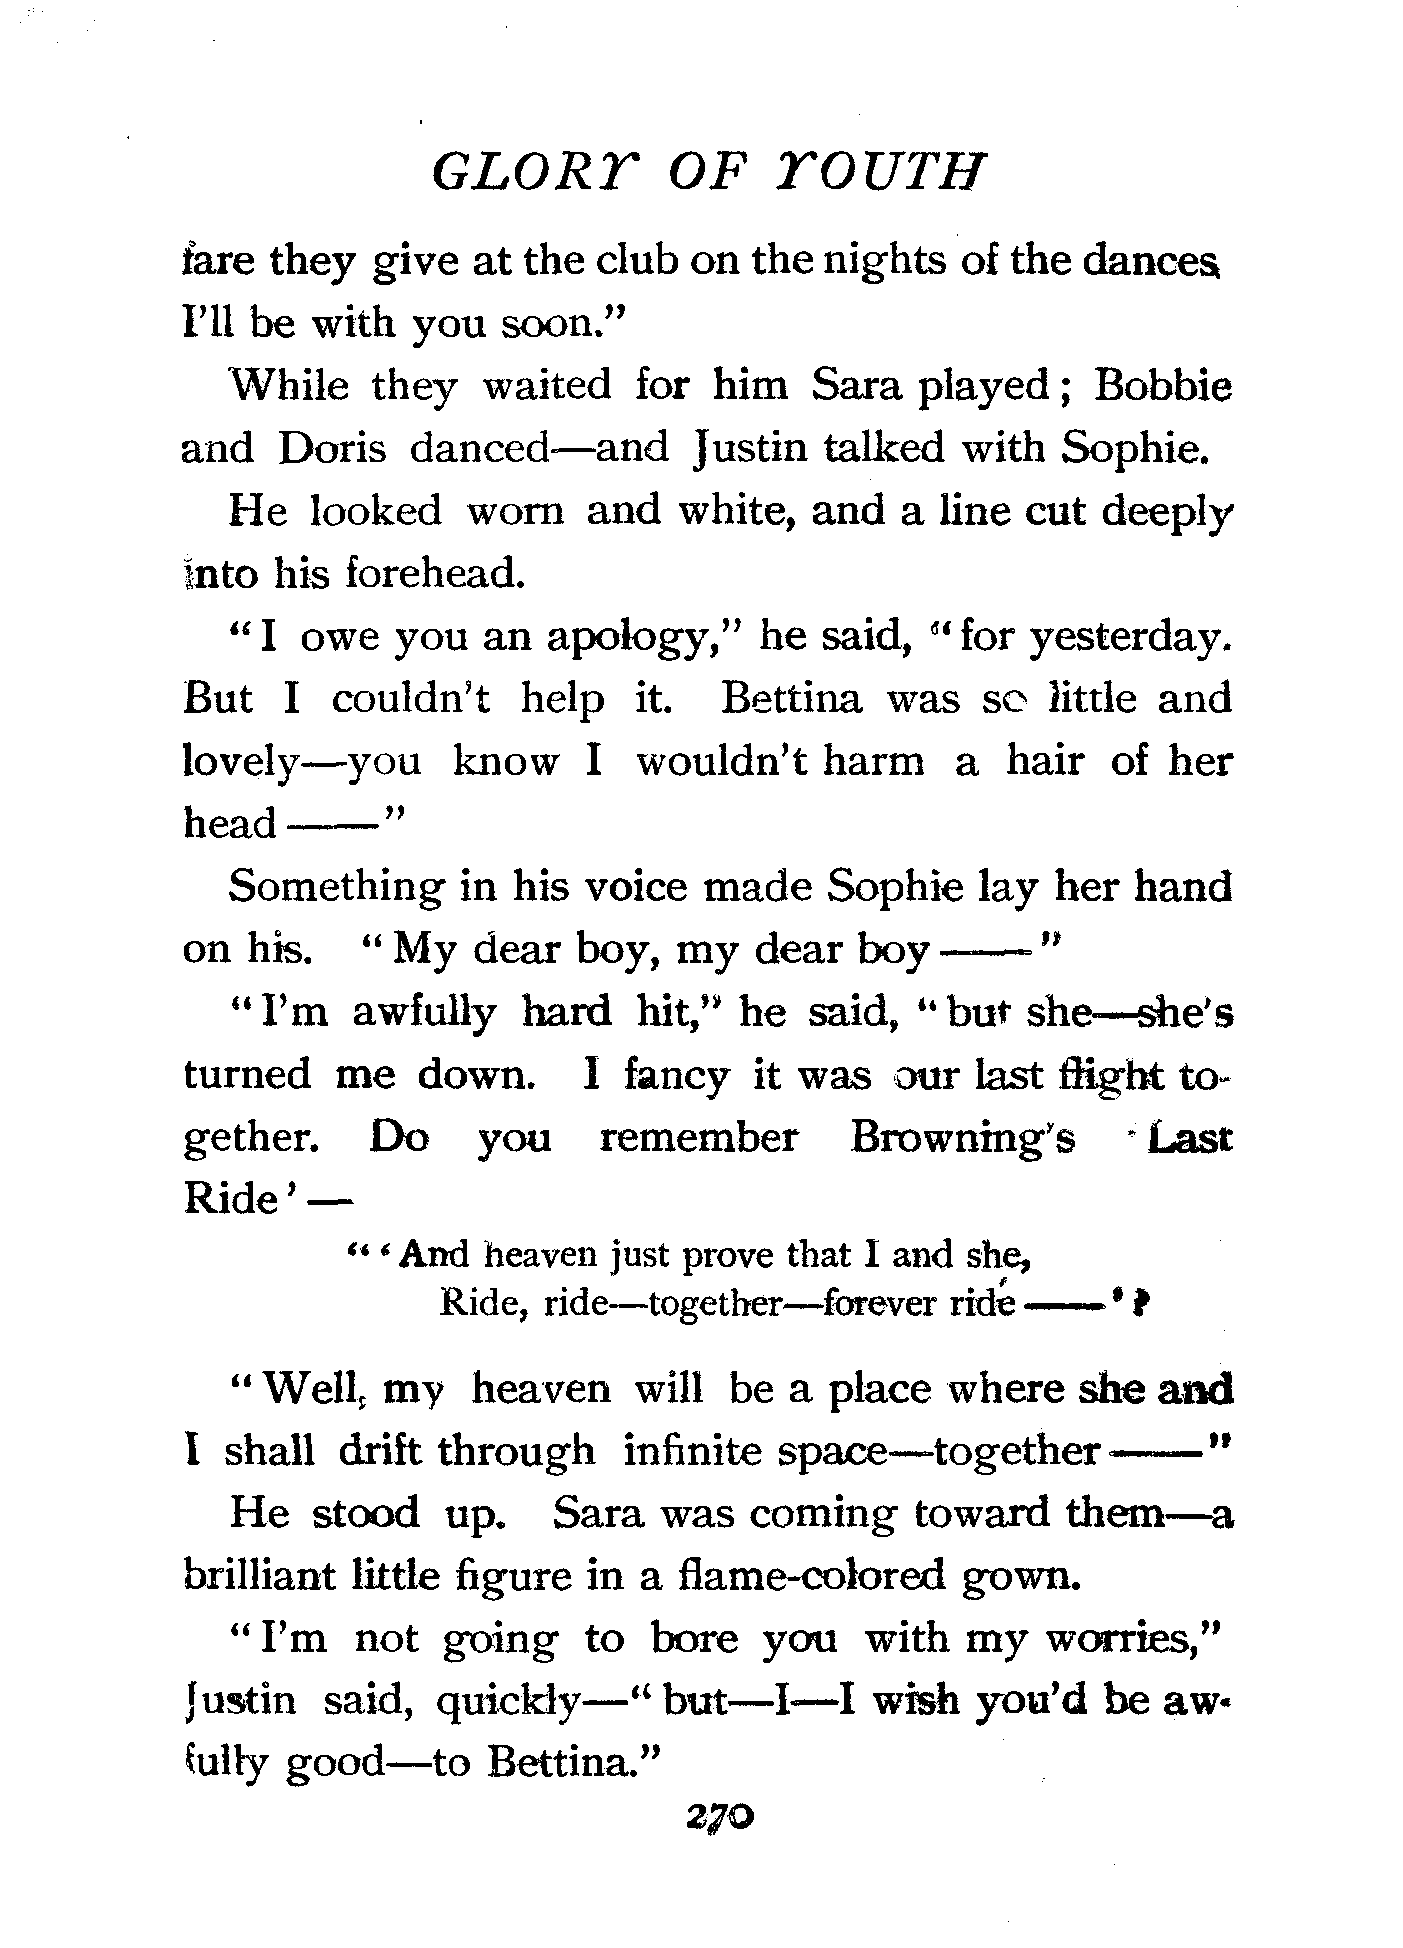 GLORY OF YOUTH
fare they give at the club on the nights of the dances
I'll be with you soon."
While they waited for him Sara played; Bobbie
and Doris danced—and Justin talked with Sophie.
He looked worn and white, and a line cut deeply
into his forehead.
"I owe you an apology," he said, "for yesterday.
But I couldn't help it. Bettina was so little and
lovely—you know I wouldn't harm a hair of her
head ——"
Something in his voice made Sophie lay her hand
on his. "My dear boy, my dear boy ——"
"I'm awfully hard hit," he said, "but she—she's
turned me down. I fancy it was our last flight to-
gether. Do you remember Browning's 'Last
Ride'—
"'And heaven just prove that I and she,
Ride, ride—together—forever ride ——'?
"Well, my heaven will be a place where she and
I shall drift through infinite space—together ——"
He stood up. Sara was coming toward them—a
brilliant little figure in a flame-colored gown.
"I'm not going to bore you with my worries,"
Justin said, quickly—"but—I—I wish you'd be aw-
fully good—to Bettina."
270